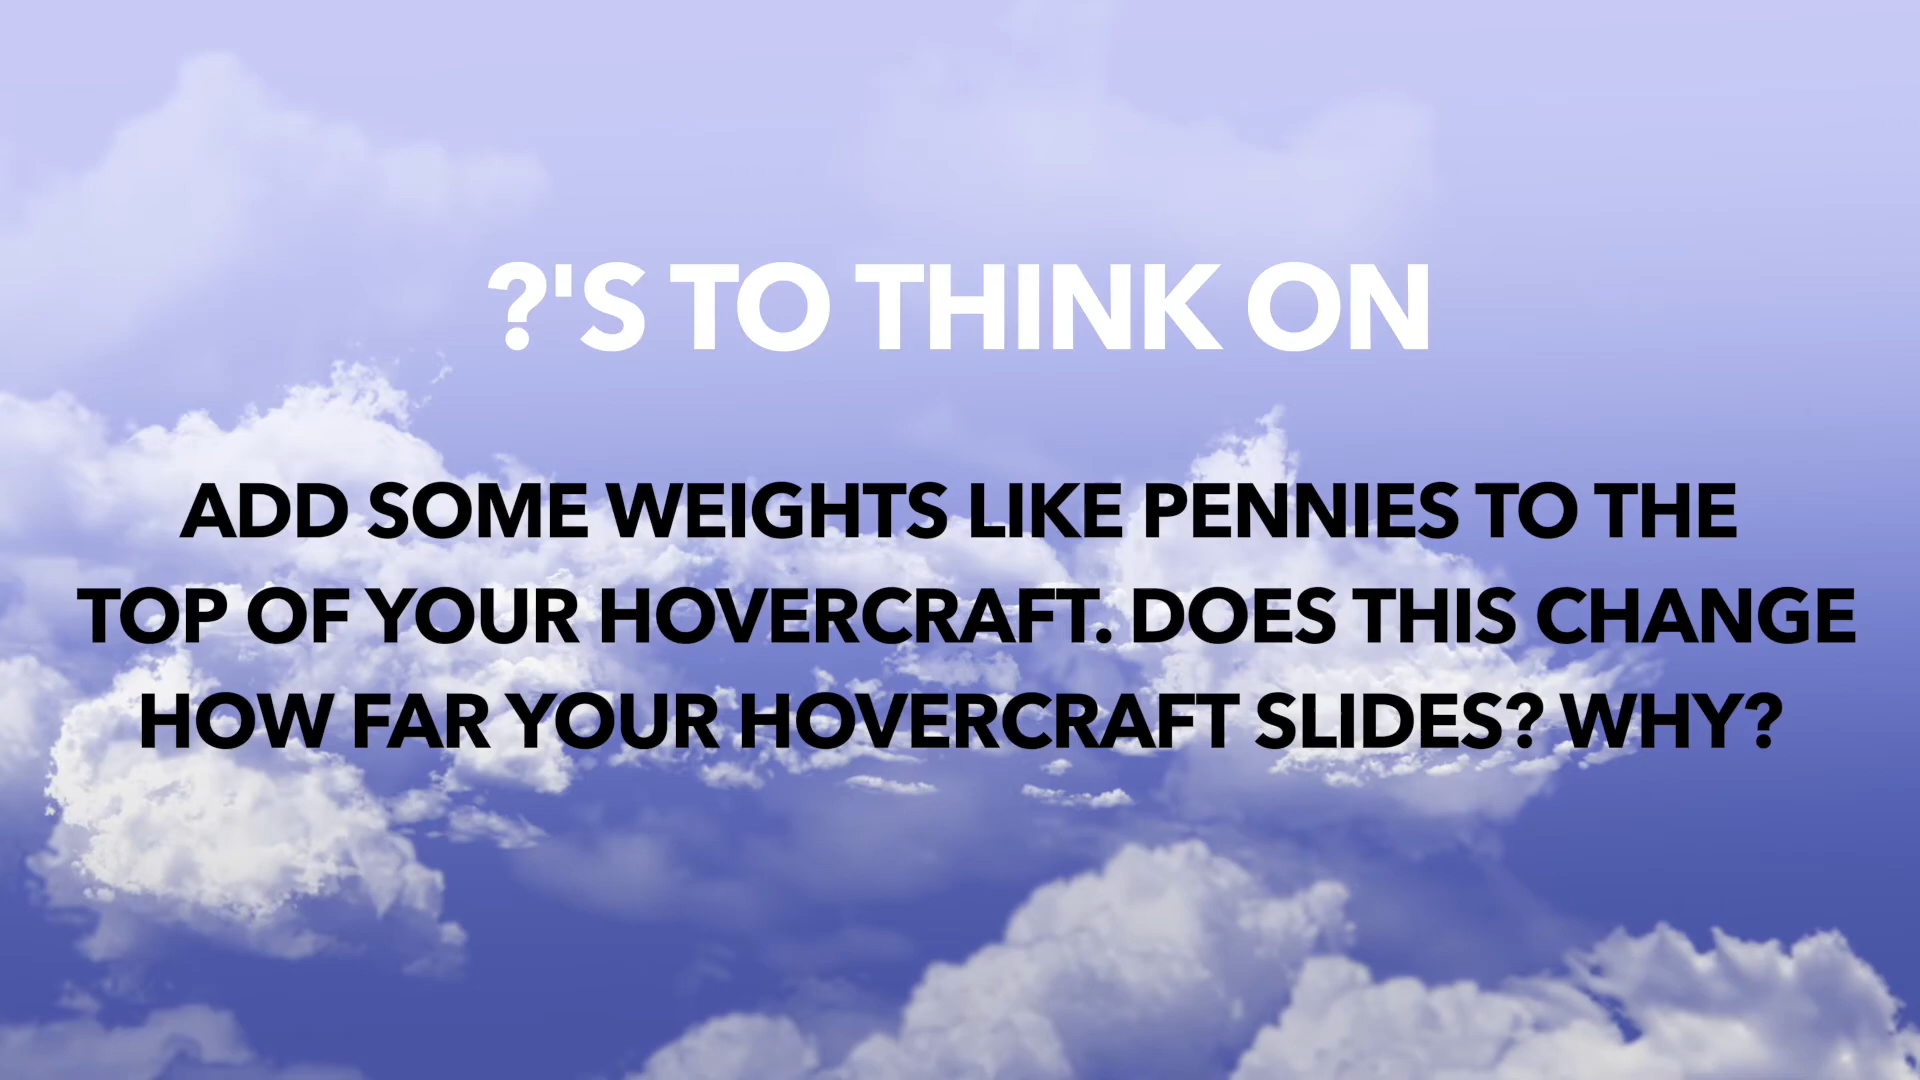 ?'S TO THINK ON
ADD SOME WEIGHTS LIKE PENNIES TO THE
TOP OF YOUR HOVERCRAFT. DOES THIS CHANGE
HOW FAR YOUR HOVERCRAFT SLIDES? WHY?